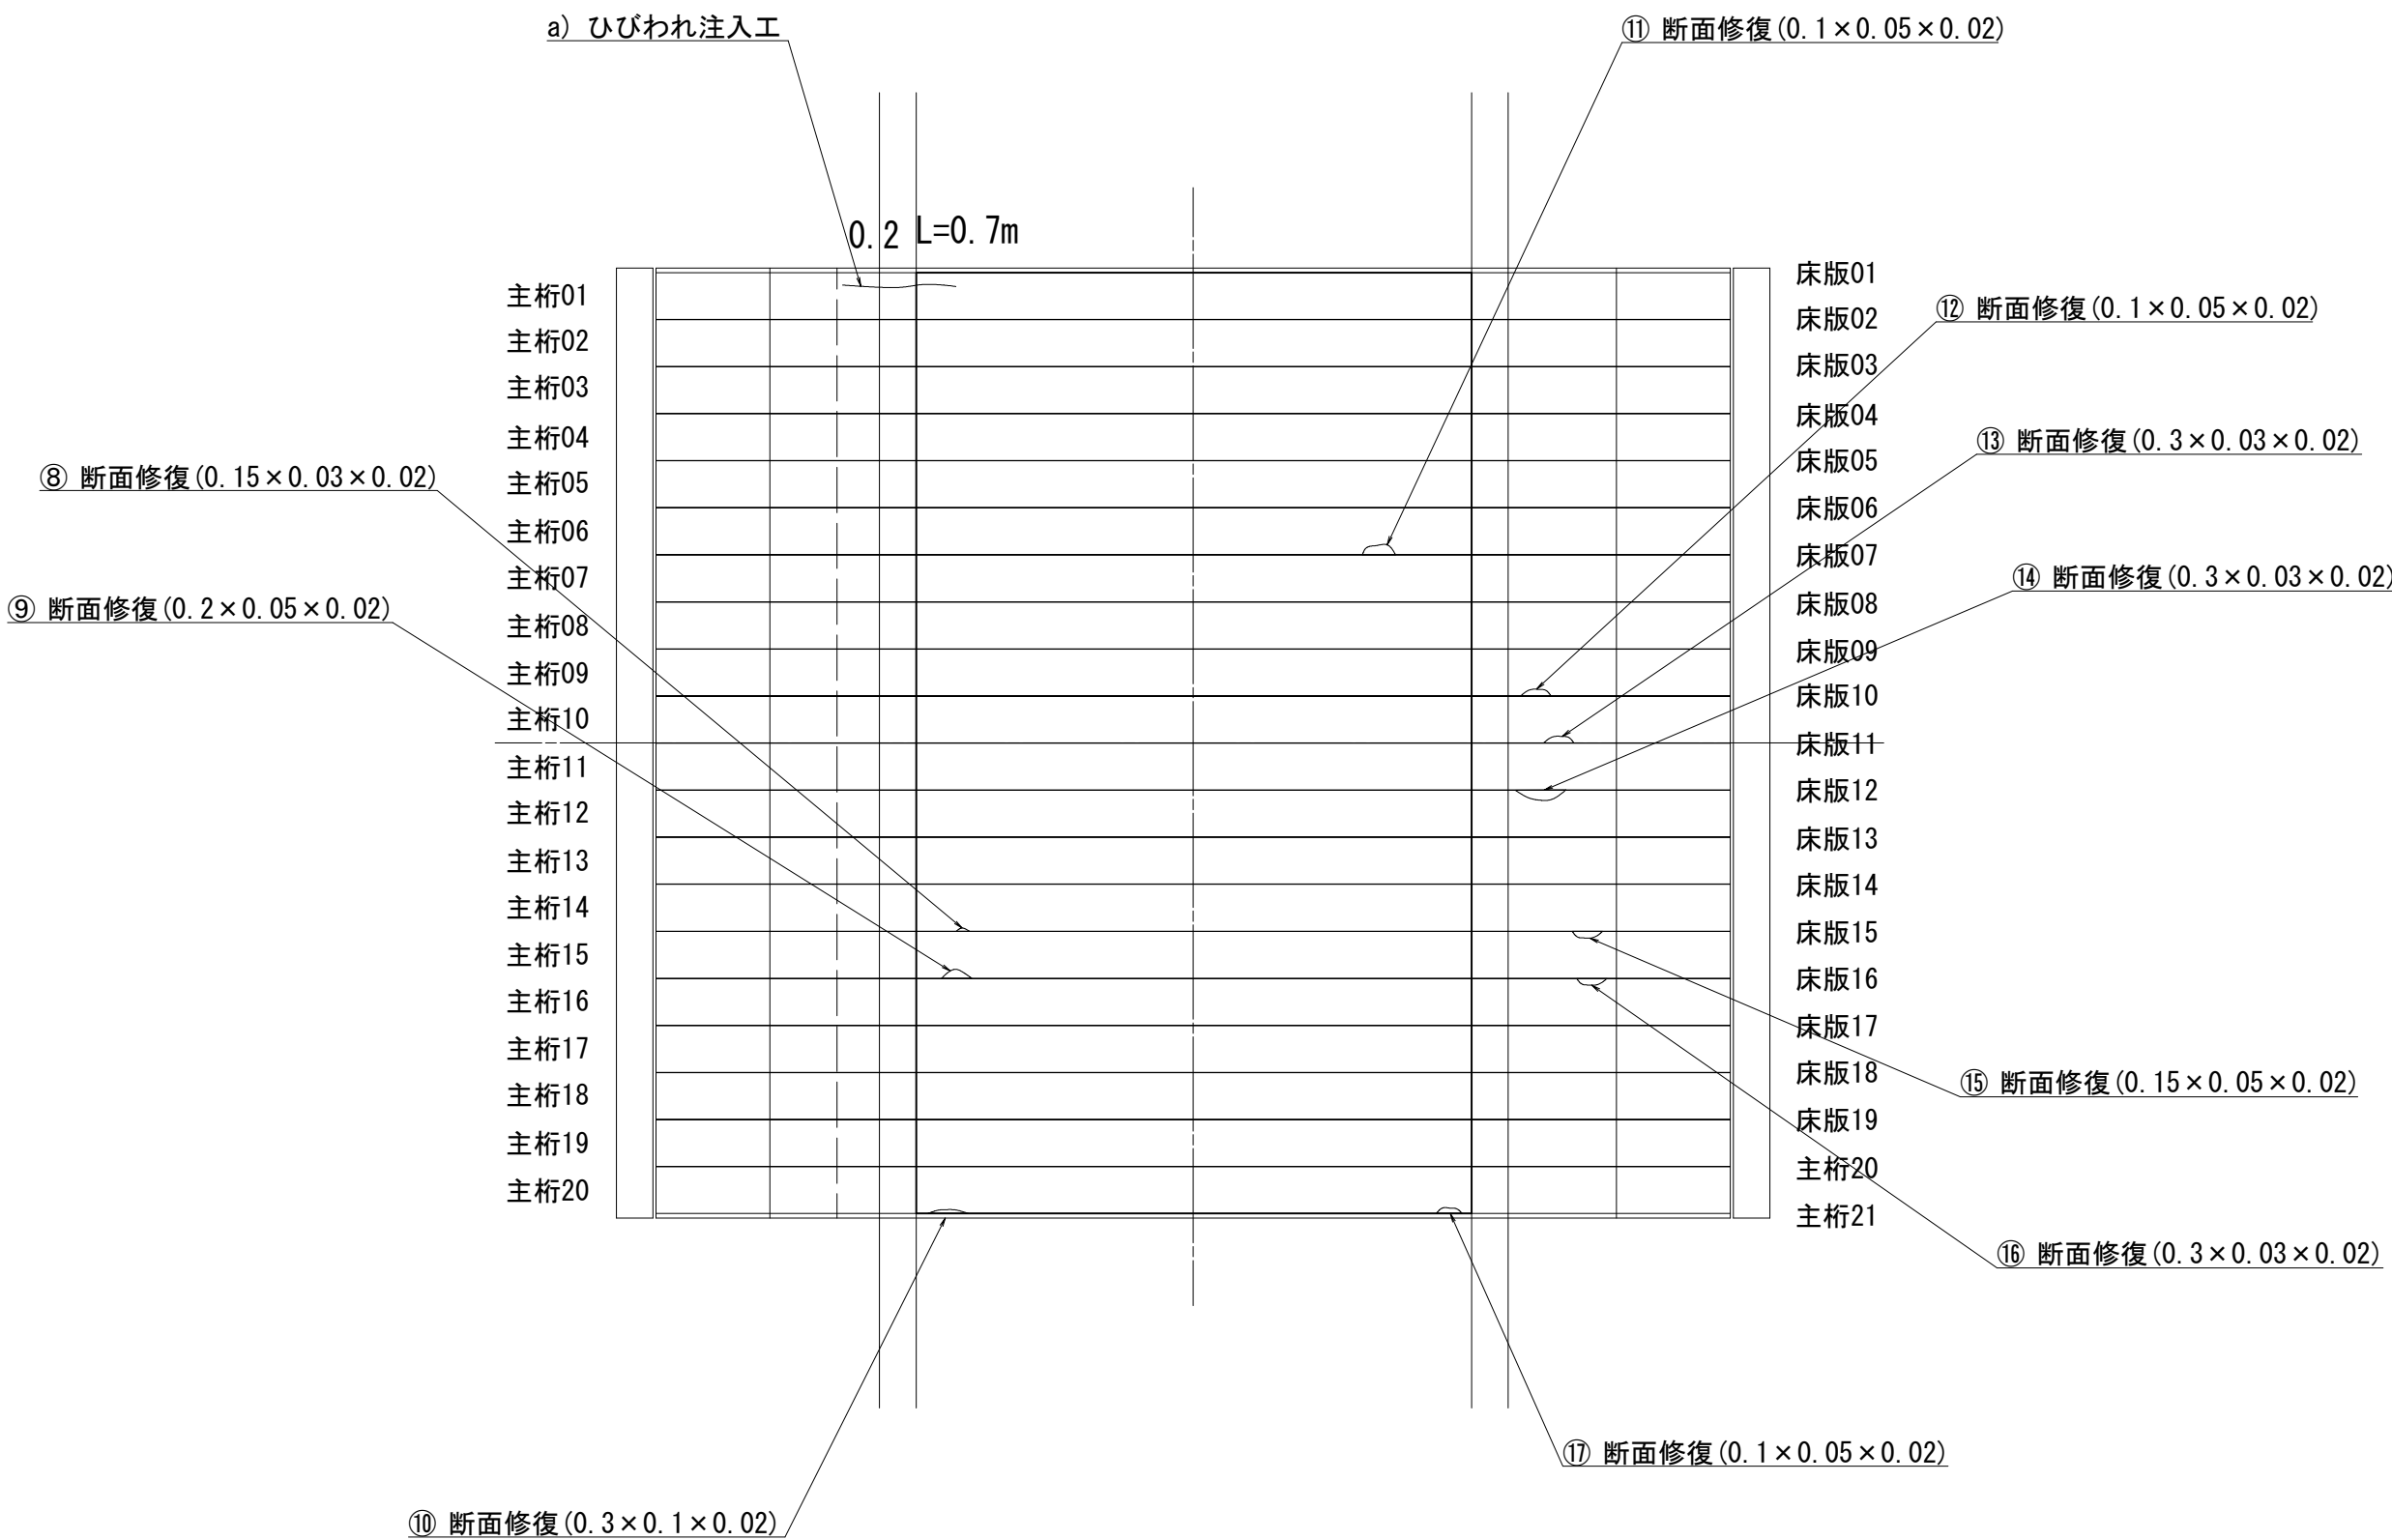 a) ひびわれ注入工
⑪ 断面修復(0.1×0.05×0.02)
0.2 L=0.7m
主桁01
主桁02
主桁03
主桁04
主桁05
主桁06
主桁07
主桁08
主桁09
主桁10
主桁11
主桁12
主桁13
主桁14
主桁15
主桁16
主桁17
主桁18
主桁19
主桁20
床版01
床版02
床版03
床版04
床版05
床版06
床版07
床版08
床版09
床版10
床版11
床版12
床版13
床版14
床版15
床版16
床版17
床版18
床版19
主桁20
主桁21
⑧ 断面修復(0.15×0.03×0.02)
⑨ 断面修復(0.2×0.05×0.02)
⑫ 断面修復(0.1×0.05×0.02)
⑬ 断面修復(0.3×0.03×0.02)
⑭ 断面修復(0.3×0.03×0.02)
⑮ 断面修復(0.15×0.05×0.02)
⑯ 断面修復(0.3×0.03×0.02)
⑰ 断面修復(0.1×0.05×0.02)
⑩ 断面修復(0.3×0.1×0.02)